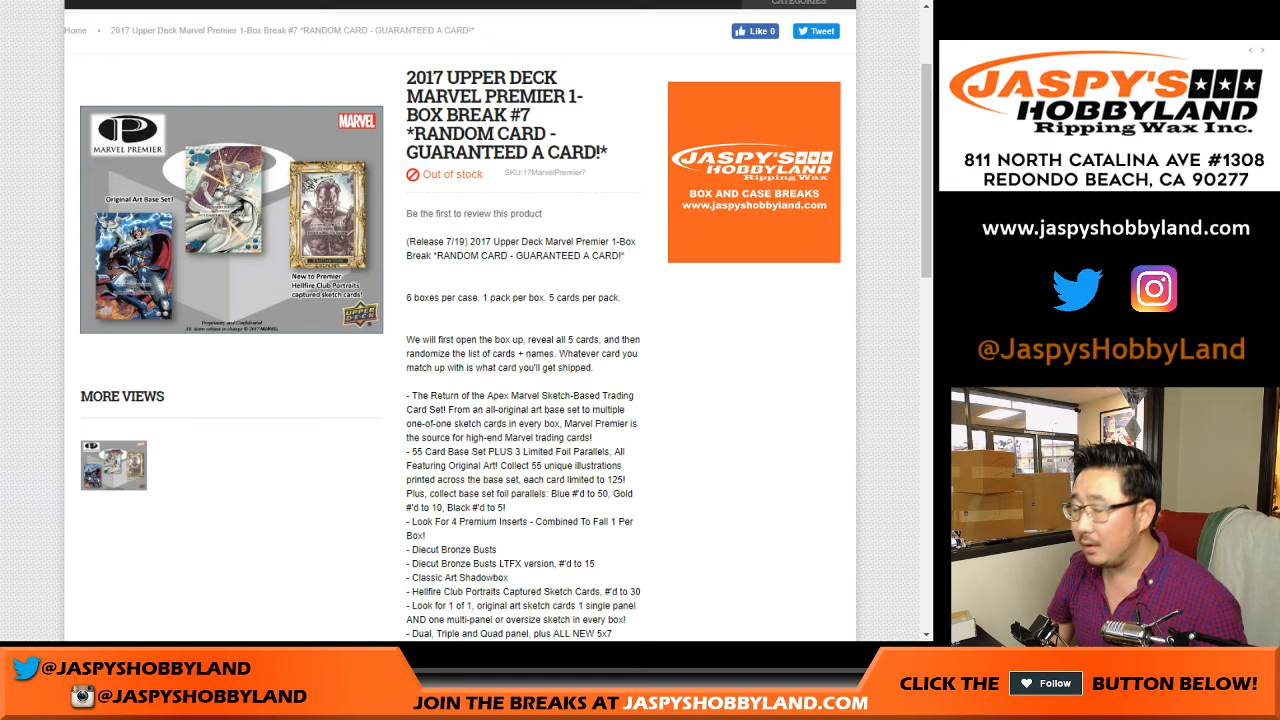 CATEGORIES
Home • 2017 Upper Deck Marvel Premier 1-Box Break #7 *RANDOM CARD - GUARANTEED A CARD!*
Like 0
Tweet
P
MARVEL PREMIER
MARVEL
Original Art Base Set!
New to Premier
Hellfire Club Portraits
captured sketch cards!
Proprietary and Confidential
All items subject to change © 2017 MARVEL
UPPER DECK
MORE VIEWS
2017 UPPER DECK
MARVEL PREMIER 1-
BOX BREAK #7
*RANDOM CARD -
GUARANTEED A CARD!*
Out of stock
SKU:17MarvelPremier7
Be the first to review this product
(Release 7/19) 2017 Upper Deck Marvel Premier 1-Box
Break *RANDOM CARD - GUARANTEED A CARD!*
6 boxes per case. 1 pack per box. 5 cards per pack.
We will first open the box up, reveal all 5 cards, and then
randomize the list of cards + names. Whatever card you
match up with is what card you'll get shipped.
- The Return of the Apex Marvel Sketch-Based Trading
Card Set! From an all-original art base set to multiple
one-of-one sketch cards in every box, Marvel Premier is
the source for high-end Marvel trading cards!
- 55 Card Base Set PLUS 3 Limited Foil Parallels, All
Featuring Original Art! Collect 55 unique illustrations
printed across the base set, each card limited to 125!
Plus, collect base set foil parallels: Blue #'d to 50, Gold
#'d to 10, Black #'d to 5!
- Look For 4 Premium Inserts - Combined To Fall 1 Per
Box!
- Diecut Bronze Busts
- Diecut Bronze Busts LTFX version, #'d to 15
- Classic Art Shadowbox
- Hellfire Club Portraits Captured Sketch Cards, #'d to 30
- Look for 1 of 1, original art sketch cards 1 single panel
AND one multi-panel or oversize sketch in every box!
- Dual, Triple and Quad panel, plus ALL NEW 5x7
JASPY'S
HOBBYLAND
Ripping Wax
BOX AND CASE BREAKS
www.jaspyshobbyland.com
JASPY'S
HOBBYLAND
Ripping Wax Inc.
811 NORTH CATALINA AVE #1308
REDONDO BEACH, CA 90277
www.jaspyshobbyland.com
@JaspysHobbyLand
@JASPYSHOBBYLAND
@JASPYSHOBBYLAND
JOIN THE BREAKS AT JASPYSHOBBYLAND.COM
CLICK THE Follow BUTTON BELOW!